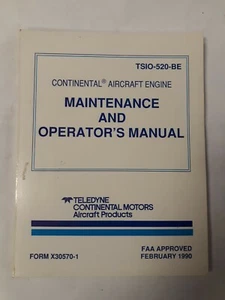 TSIO-520-BE
CONTINENTAL® AIRCRAFT ENGINE
MAINTENANCE
AND
OPERATOR'S MANUAL
TELEDYNE
CONTINENTAL MOTORS
Aircraft Products
FAA APPROVED
FORM X30570-1 FEBRUARY 1990